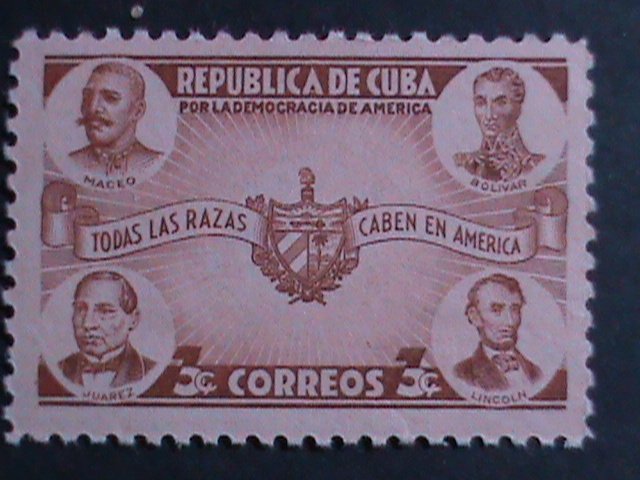 REPUBLICA DE CUBA
POR LA DEMOCRACIA DE AMERICA
MACEO
BOLIVAR
TODAS LAS RAZAS CABEN EN AMERICA
JUAREZ
LINCOLN
3¢ CORREOS 3¢